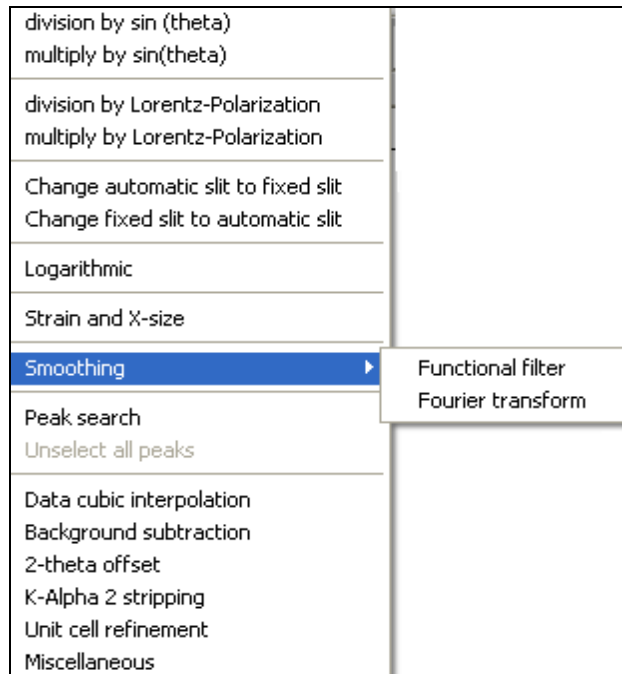 division by sin (theta)
multiply by sin(theta)
division by Lorentz-Polarization
multiply by Lorentz-Polarization
Change automatic slit to fixed slit
Change fixed slit to automatic slit
Logarithmic
Strain and X-size
Smoothing
Functional filter
Fourier transform
Peak search
Unselect all peaks
Data cubic interpolation
Background subtraction
2-theta offset
K-Alpha 2 stripping
Unit cell refinement
Miscellaneous